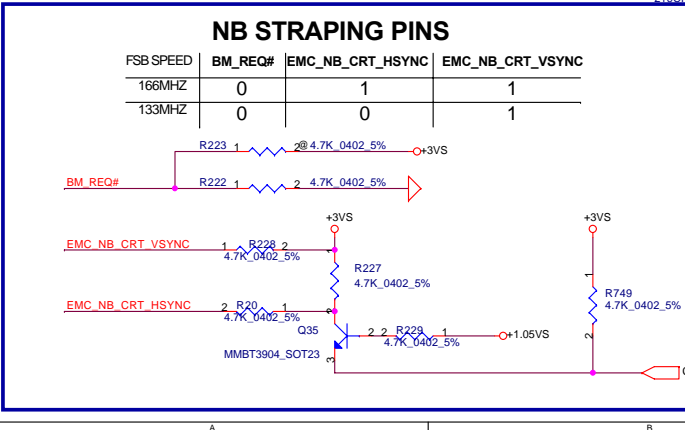 NB STRAPING PINS
FSB SPEED BM_REQ# EMC_NB_CRT_HSYNC EMC_NB_CRT_VSYNC
166MHZ 0 1 1
133MHZ 0 0 1
R223 1 2@ 4.7K_0402_5% +3VS
BM_REQ# R222 1 2 4.7K_0402_5%
+3VS +3VS
EMC_NB_CRT_VSYNC 1 R228 2 1
4.7K_0402_5%
R227
4.7K_0402_5%
1
R749
4.7K_0402_5%
2
EMC_NB_CRT_HSYNC 2 R20 1 2
4.7K_0402_5%
Q35 2 2 R229 1 +1.05VS
4.7K_0402_5%
MMBT3904_SOT23 3
A B